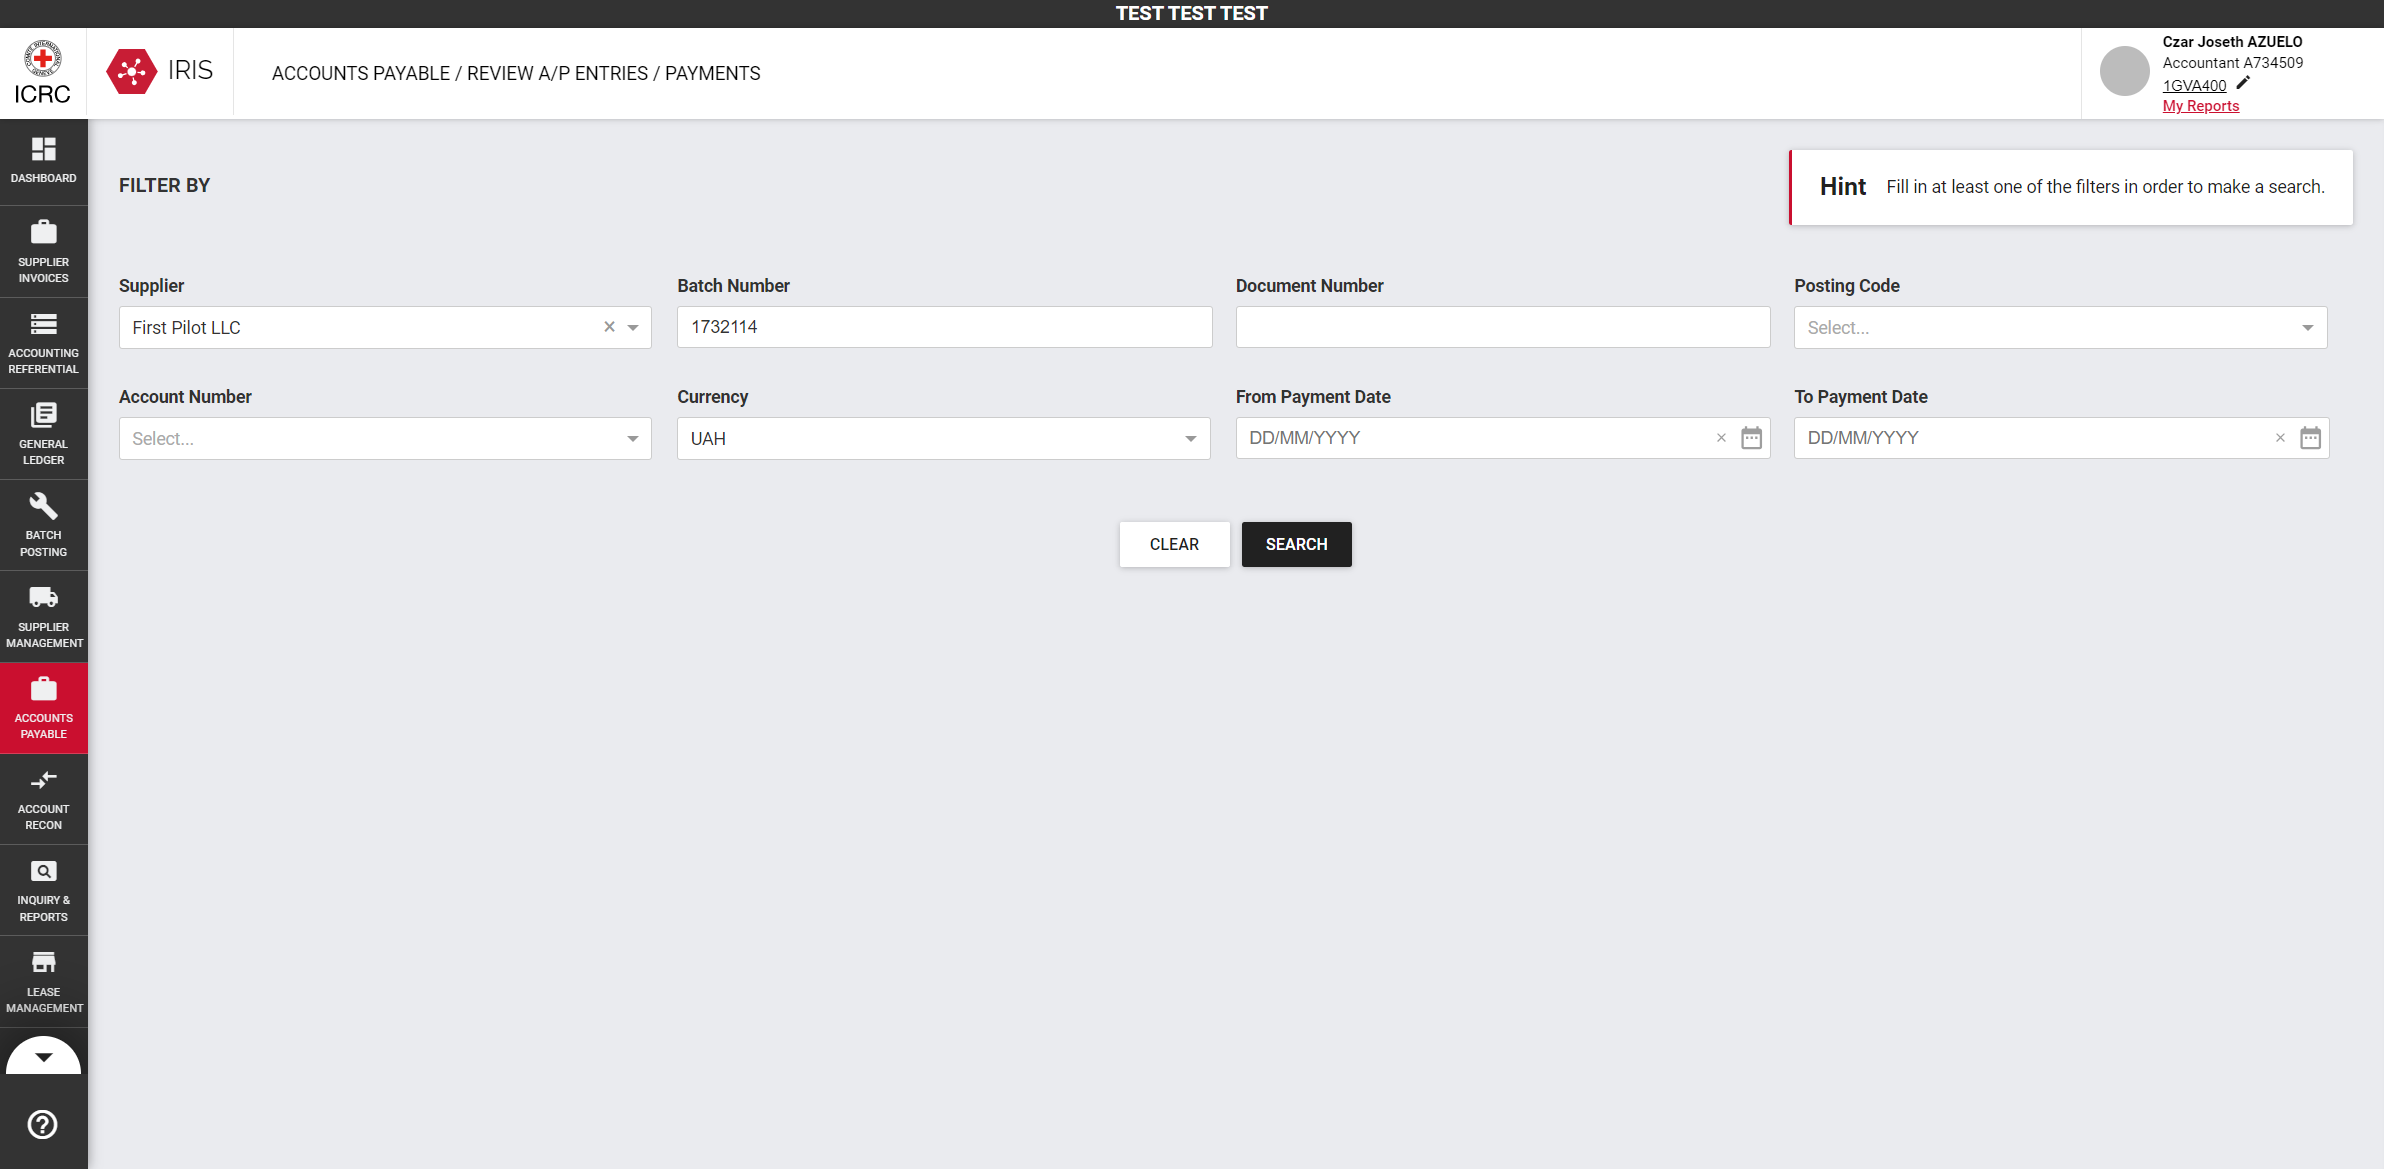 TEST TEST TEST
ICRC
IRIS
ACCOUNTS PAYABLE / REVIEW A/P ENTRIES / PAYMENTS
Czar Joseth AZUELO
Accountant A734509
1GVA400
My Reports
DASHBOARD
SUPPLIER
INVOICES
ACCOUNTING
REFERENTIAL
GENERAL
LEDGER
BATCH
POSTING
SUPPLIER
MANAGEMENT
ACCOUNTS
PAYABLE
ACCOUNT
RECON
INQUIRY &
REPORTS
LEASE
MANAGEMENT
FILTER BY
Hint Fill in at least one of the filters in order to make a search.
Supplier Batch Number Document Number Posting Code
First Pilot LLC 1732114 Select...
Account Number Currency From Payment Date To Payment Date
Select... UAH DD/MM/YYYY DD/MM/YYYY
CLEAR SEARCH